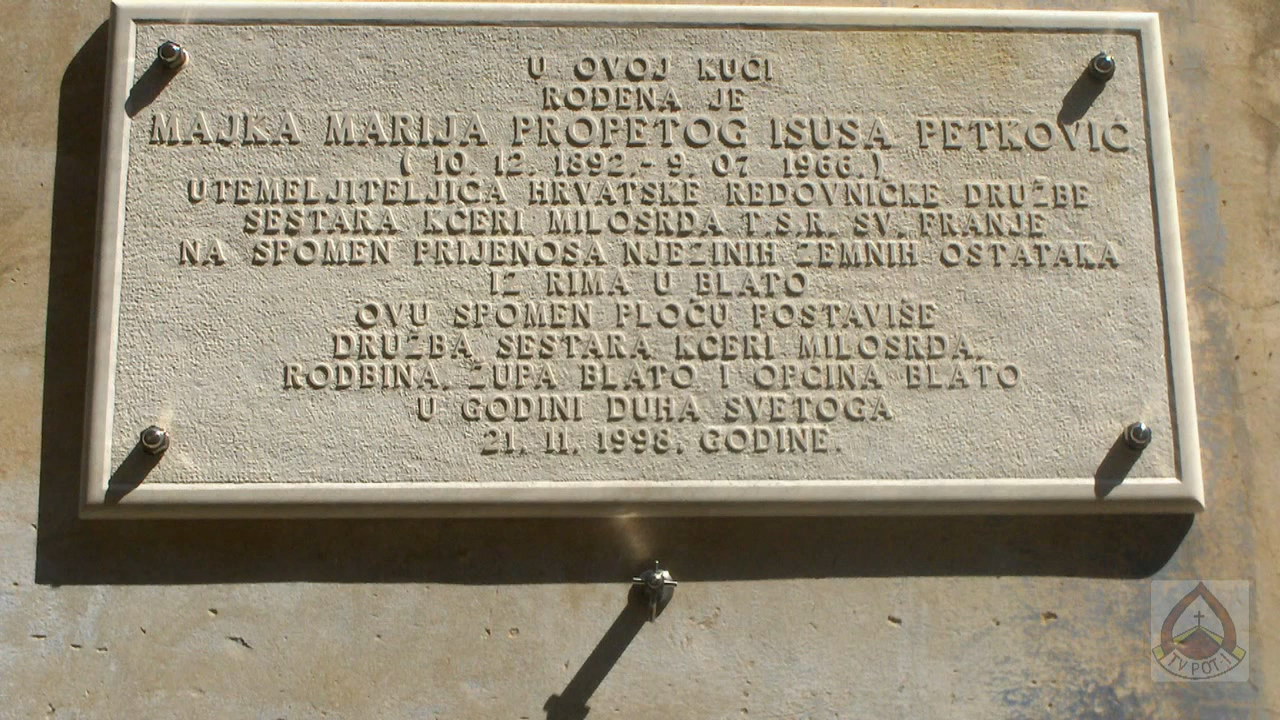 U OVOJ KUĆI
ROĐENA JE
MAJKA MARIJA PROPETOG ISUSA PETKOVIĆ
( 10. 12. 1892.- 9. 07 1966.)
UTEMELJITELJICA HRVATSKE REDOVNIČKE DRUŽBE
SESTARA KĆERI MILOSRĐA T.S.R. SV. FRANJE
NA SPOMEN PRIJENOSA NJEZINIH ZEMNIH OSTATAKA
IZ RIMA U BLATO
OVU SPOMEN PLOČU POSTAVIŠE
DRUŽBA SESTARA KĆERI MILOSRĐA,
RODBINA, ŽUPA BLATO I OPĆINA BLATO
U GODINI DUHA SVETOGA
21. 11. 1998. GODINE.
TV POT-1